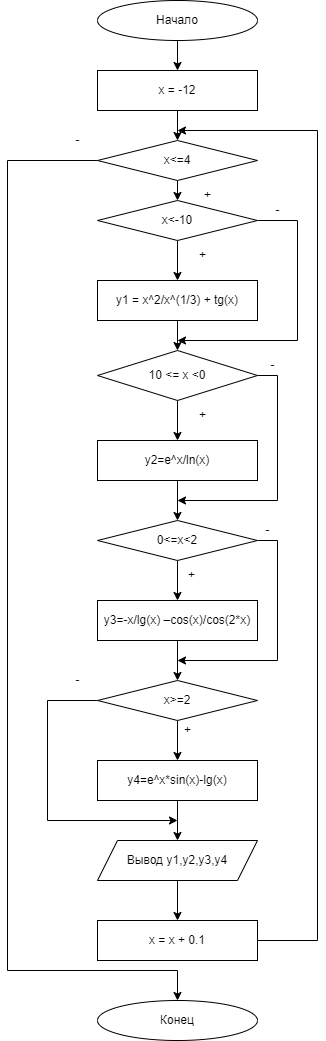 Начало
x = -12
-
x<=4
+
x<-10
-
+
y1 = x^2/x^(1/3) + tg(x)
-
10 <= x <0
+
y2=e^x/ln(x)
-
0<=x<2
+
y3=-x/lg(x) –cos(x)/cos(2*x)
-
x>=2
+
y4=e^x*sin(x)-lg(x)
Вывод y1,y2,y3,y4
x = x + 0.1
Конец